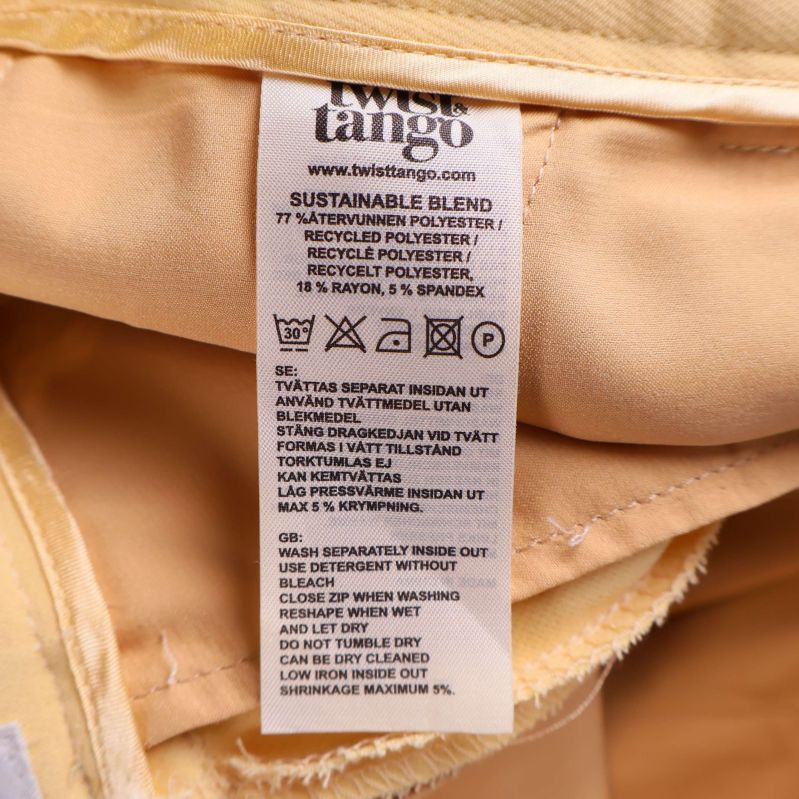 twist &
tango
www.twisttango.com
SUSTAINABLE BLEND
77 %ÅTERVUNNEN POLYESTER /
RECYCLED POLYESTER /
RECYCLÉ POLYESTER /
RECYCELT POLYESTER,
18 % RAYON, 5 % SPANDEX
30°
P
SE:
TVÄTTAS SEPARAT INSIDAN UT
ANVÄND TVÄTTMEDEL UTAN
BLEKMEDEL
STÄNG DRAGKEDJAN VID TVÄTT
FORMAS I VÅTT TILLSTÅND
TORKTUMLAS EJ
KAN KEMTVÄTTAS
LÅG PRESSVÄRME INSIDAN UT
MAX 5 % KRYMPNING.
GB:
WASH SEPARATELY INSIDE OUT
USE DETERGENT WITHOUT
BLEACH
CLOSE ZIP WHEN WASHING
RESHAPE WHEN WET
AND LET DRY
DO NOT TUMBLE DRY
CAN BE DRY CLEANED
LOW IRON INSIDE OUT
SHRINKAGE MAXIMUM 5%.